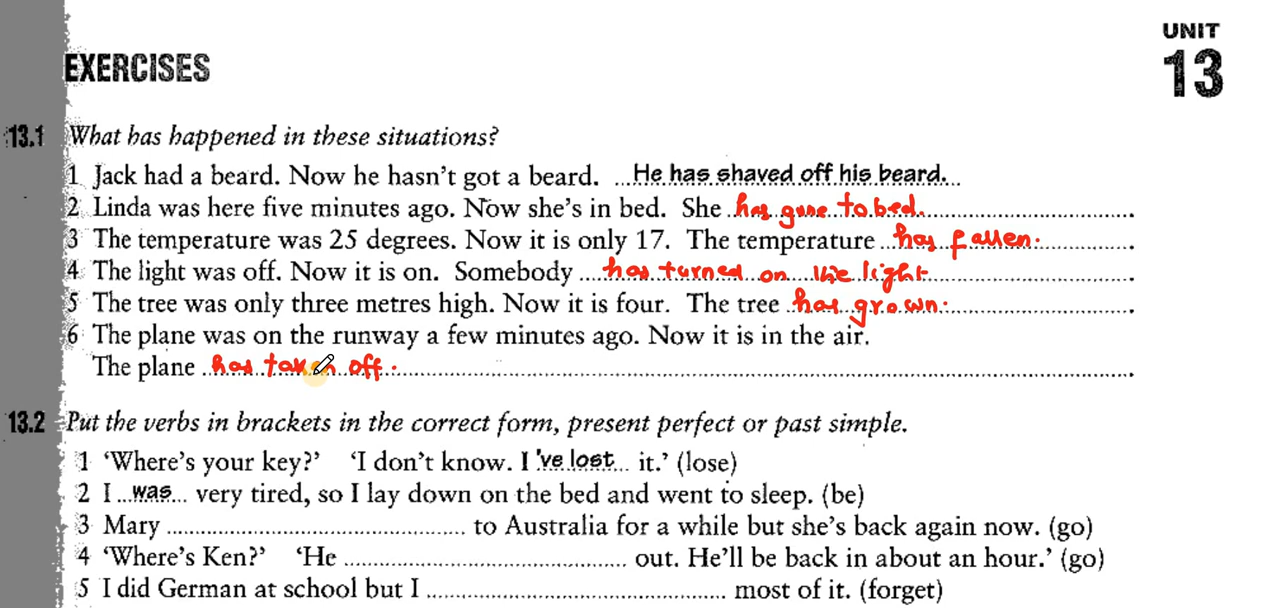 UNIT
13
EXERCISES
13.1 What has happened in these situations?
1 Jack had a beard. Now he hasn't got a beard. ...He has shaved off his beard...
2 Linda was here five minutes ago. Now she's in bed. She has gone to bed.
3 The temperature was 25 degrees. Now it is only 17. The temperature has fallen.
4 The light was off. Now it is on. Somebody has turned on the light
5 The tree was only three metres high. Now it is four. The tree has grown.
6 The plane was on the runway a few minutes ago. Now it is in the air.
The plane has taken off.
13.2 Put the verbs in brackets in the correct form, present perfect or past simple.
1 'Where's your key?' 'I don't know. I 've lost it.' (lose)
2 I was very tired, so I lay down on the bed and went to sleep. (be)
3 Mary ........ to Australia for a while but she's back again now. (go)
4 'Where's Ken?' 'He ........ out. He'll be back in about an hour.' (go)
5 I did German at school but I ........ most of it. (forget)